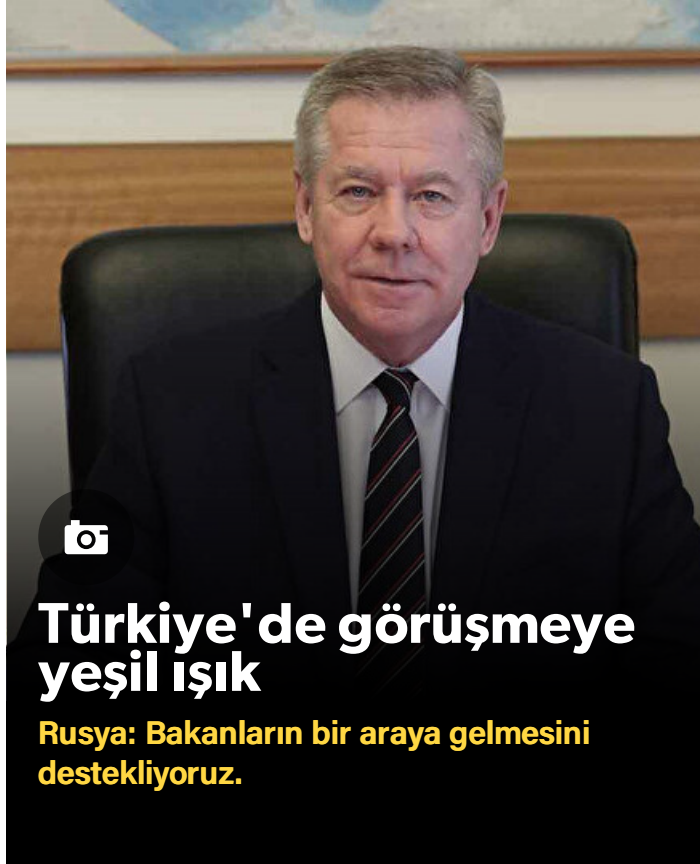 Türkiye'de görüşmeye
yeşil ışık
Rusya: Bakanların bir araya gelmesini
destekliyoruz.